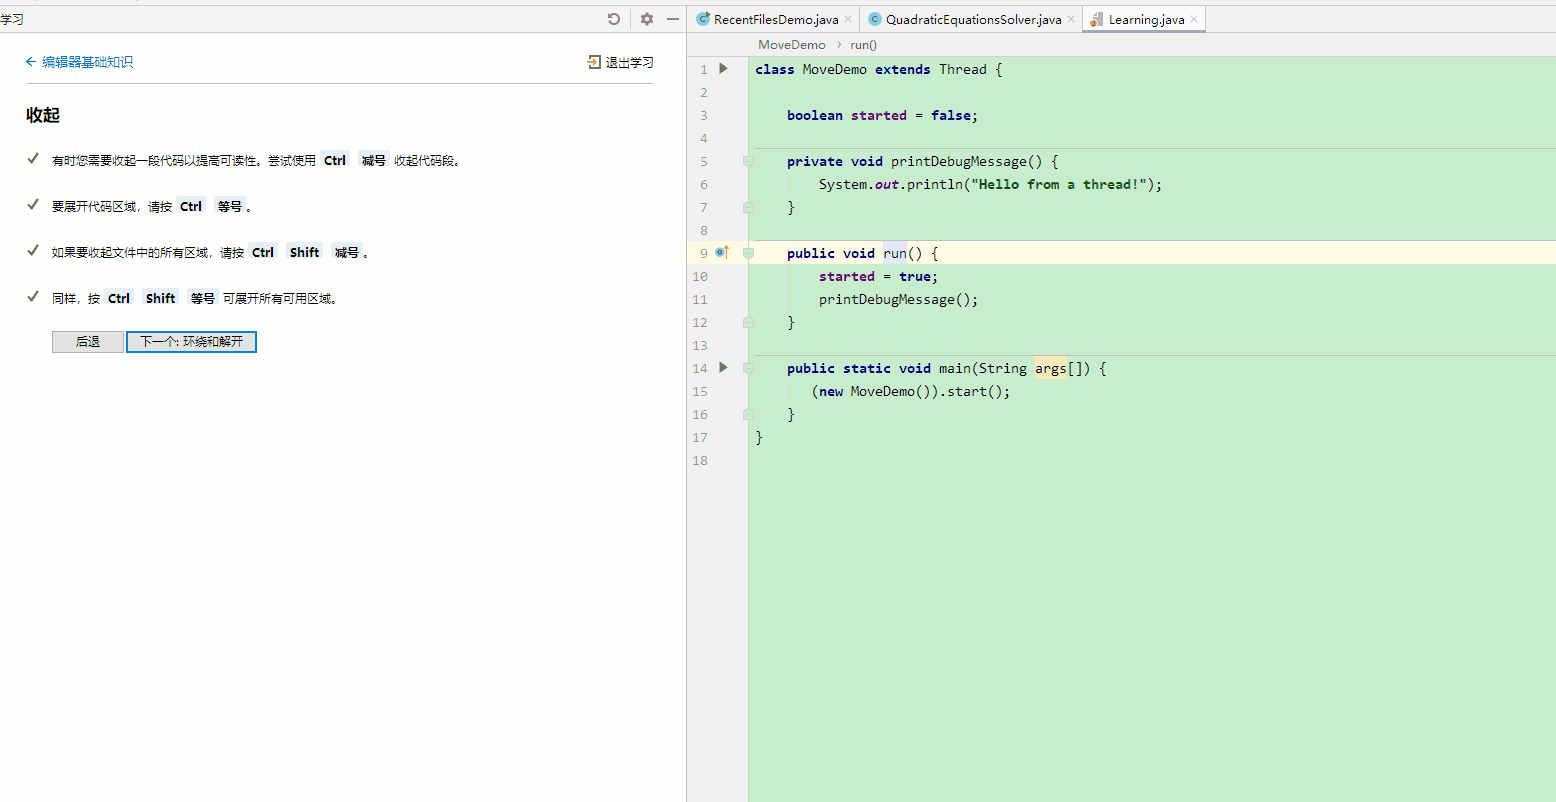 学习
← 编辑器基础知识
退出学习
收起
有时您需要收起一段代码以提高可读性。尝试使用 Ctrl 减号 收起代码段。
要展开代码区域，请按 Ctrl 等号 。
如果要收起文件中的所有区域，请按 Ctrl Shift 减号 。
同样，按 Ctrl Shift 等号 可展开所有可用区域。
后退
下一个: 环绕和解开
RecentFilesDemo.java
QuadraticEquationsSolver.java
Learning.java
MoveDemo › run()
1 class MoveDemo extends Thread {
2
3 boolean started = false;
4
5 private void printDebugMessage() {
6 System.out.println("Hello from a thread!");
7 }
8
9 public void run() {
10 started = true;
11 printDebugMessage();
12 }
13
14 public static void main(String args[]) {
15 (new MoveDemo()).start();
16 }
17 }
18